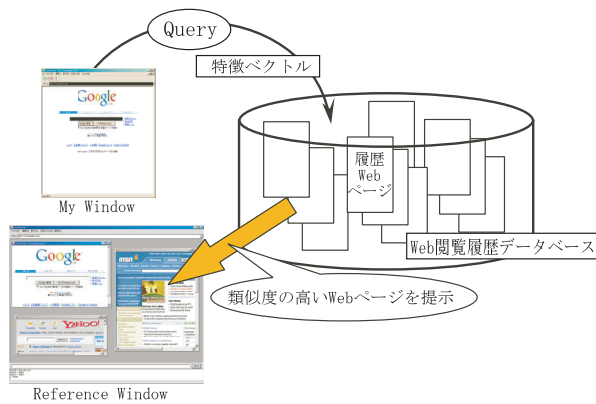 Query
特徴ベクトル
Google
My Window
履歴
Web
ページ
Web閲覧履歴データベース
類似度の高いWebページを提示
Google
msn
YAHOO!
Reference Window